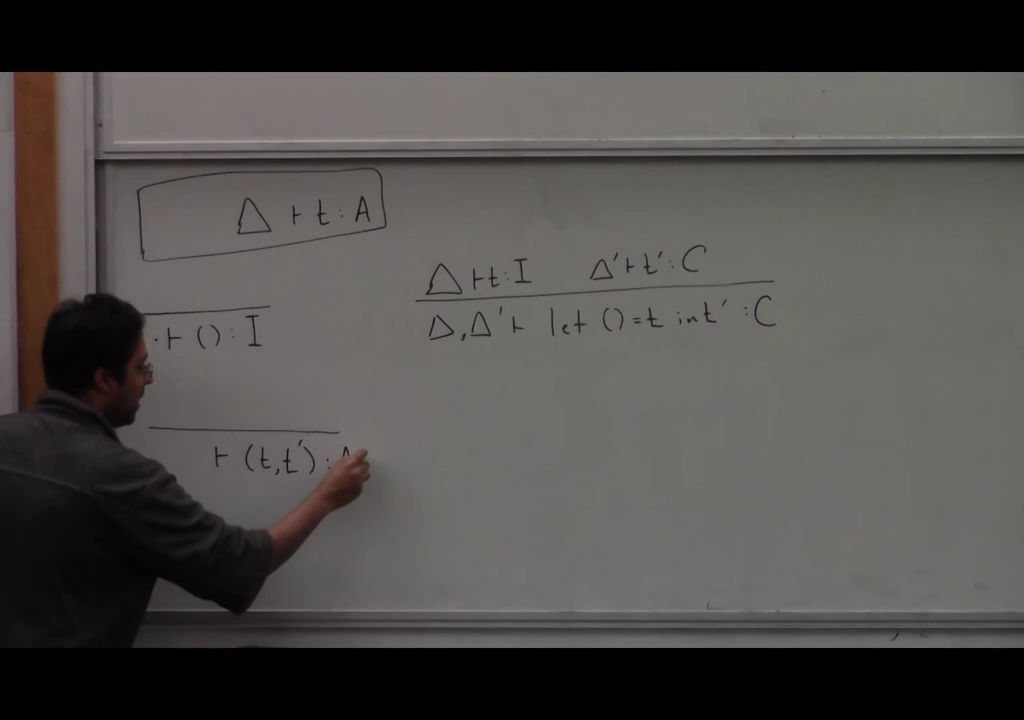 Δ ⊢ t : A
Δ ⊢ t : I    Δ' ⊢ t' : C
· ⊢ () : I
Δ, Δ' ⊢ let () = t in t' : C
⊢ (t, t') :